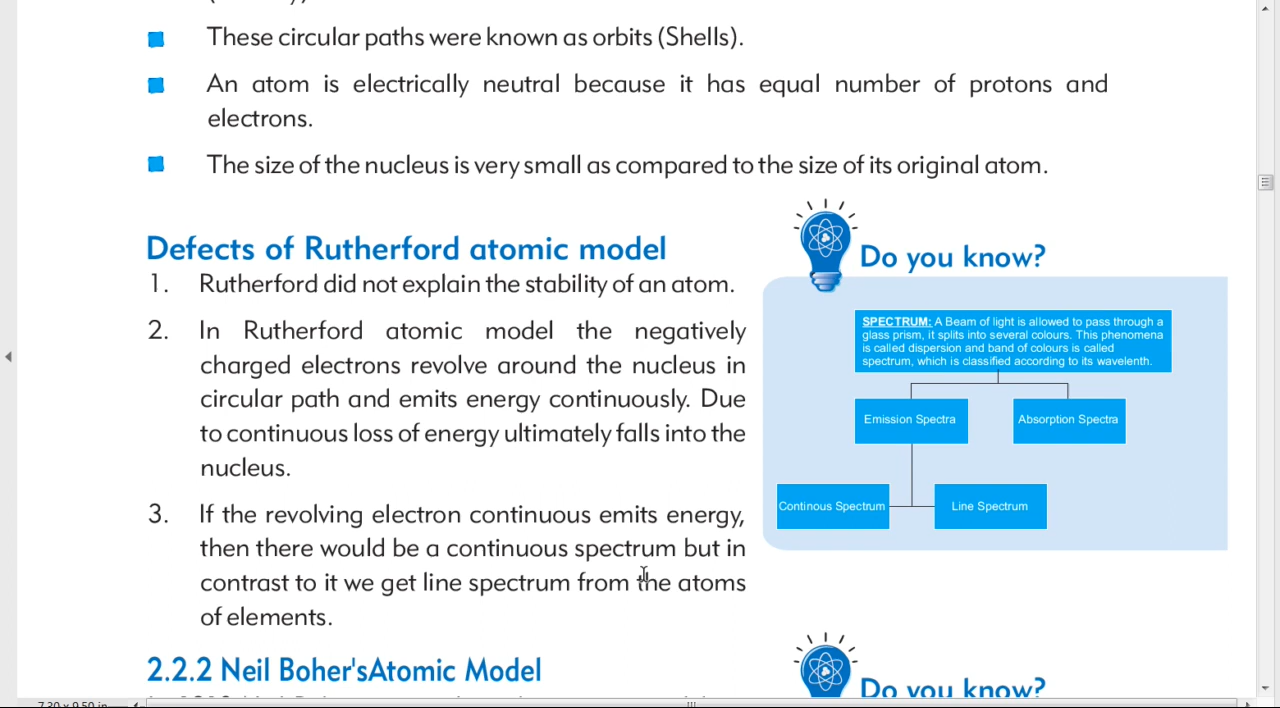 These circular paths were known as orbits (Shells).
An atom is electrically neutral because it has equal number of protons and
electrons.
The size of the nucleus is very small as compared to the size of its original atom.
Defects of Rutherford atomic model
1. Rutherford did not explain the stability of an atom.
2. In Rutherford atomic model the negatively
charged electrons revolve around the nucleus in
circular path and emits energy continuously. Due
to continuous loss of energy ultimately falls into the
nucleus.
3. If the revolving electron continuous emits energy,
then there would be a continuous spectrum but in
contrast to it we get line spectrum from the atoms
of elements.
Do you know?
SPECTRUM: A Beam of light is allowed to pass through a
glass prism, it splits into several colours. This phenomena
is called dispersion and band of colours is called
spectrum, which is classified according to its wavelenth.
Emission Spectra
Absorption Spectra
Continous Spectrum
Line Spectrum
2.2.2 Neil Boher'sAtomic Model
Do you know?
7.30 x 9.50 in